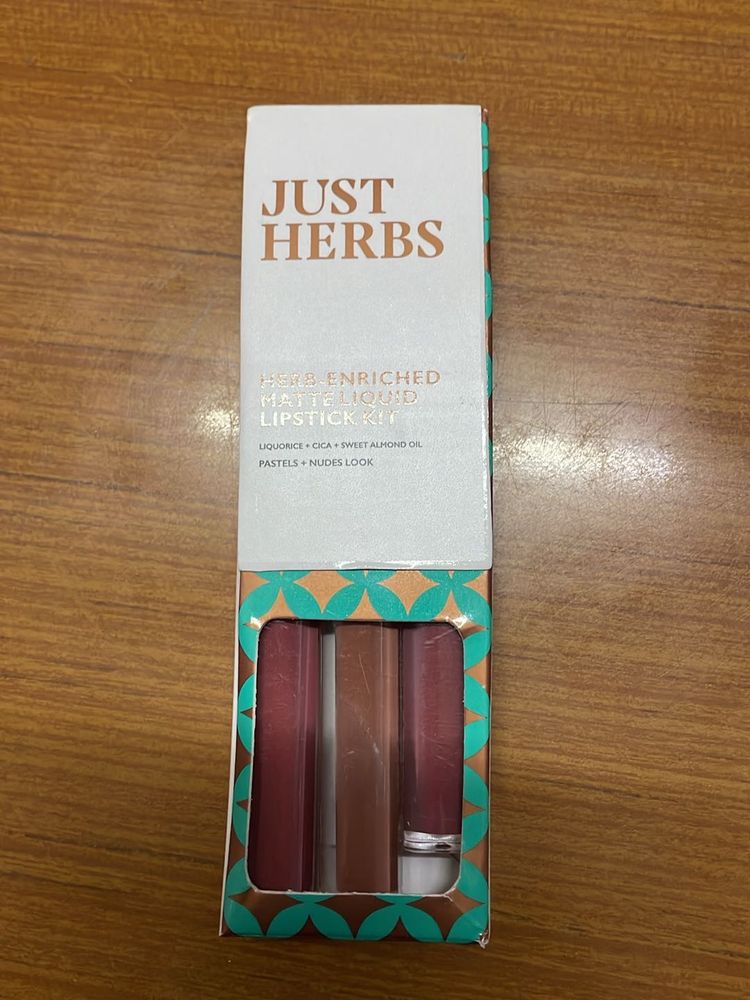 JUST
HERBS
HERB-ENRICHED
MATTE LIQUID
LIPSTICK KIT
LIQUORICE + CICA + SWEET ALMOND OIL
PASTELS + NUDES LOOK